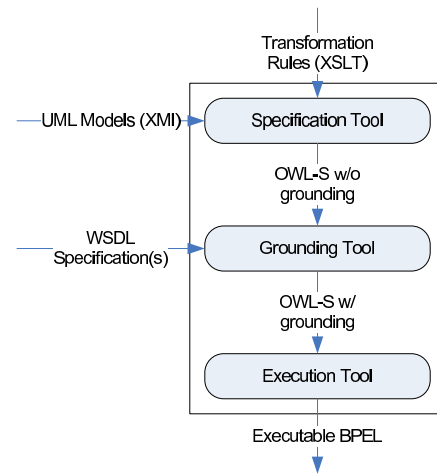 Transformation
Rules (XSLT)
UML Models (XMI)
Specification Tool
OWL-S w/o
grounding
WSDL
Specification(s)
Grounding Tool
OWL-S w/
grounding
Execution Tool
Executable BPEL